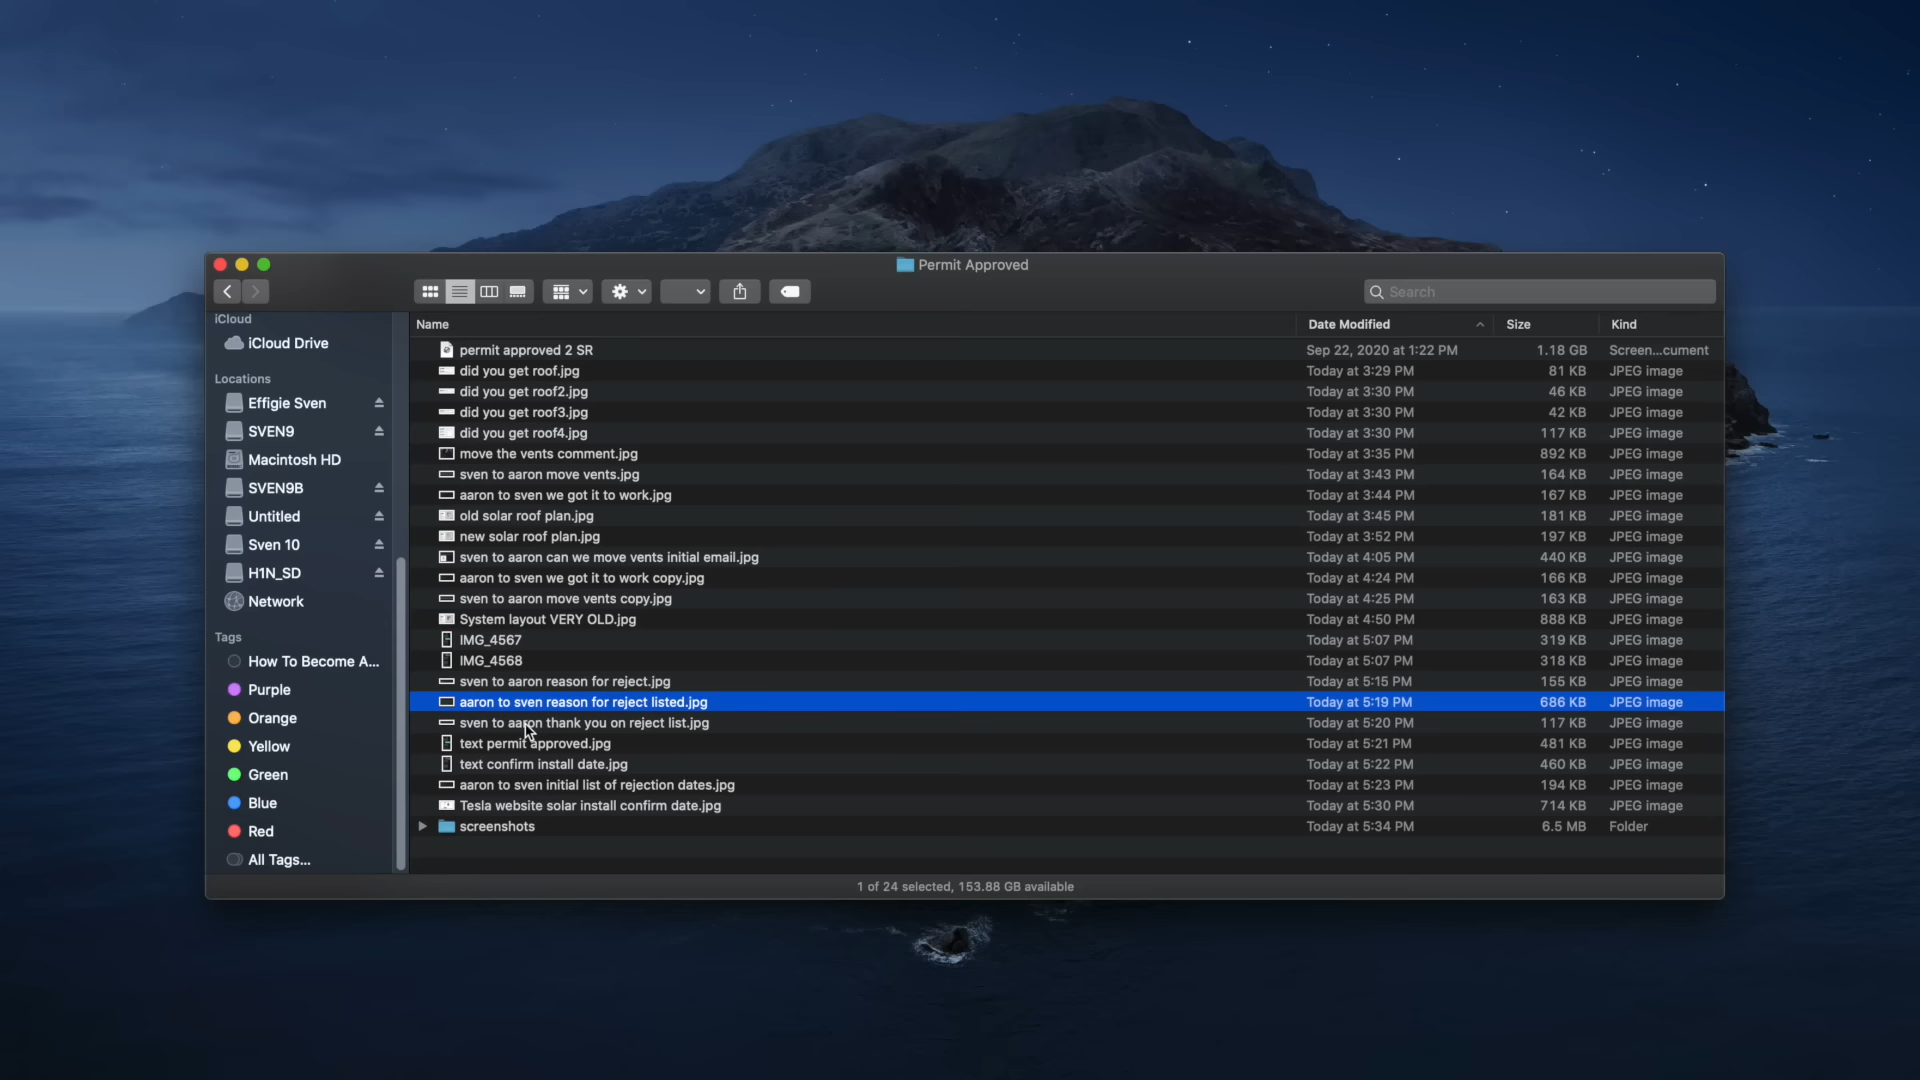 Permit Approved
Search
iCloud
iCloud Drive
Locations
Effigie Sven
SVEN9
Macintosh HD
SVEN9B
Untitled
Sven 10
H1N_SD
Network
Tags
How To Become A...
Purple
Orange
Yellow
Green
Blue
Red
All Tags...
Name Date Modified Size Kind
permit approved 2 SR Sep 22, 2020 at 1:22 PM 1.18 GB Screen...cument
did you get roof.jpg Today at 3:29 PM 81 KB JPEG image
did you get roof2.jpg Today at 3:30 PM 46 KB JPEG image
did you get roof3.jpg Today at 3:30 PM 42 KB JPEG image
did you get roof4.jpg Today at 3:30 PM 117 KB JPEG image
move the vents comment.jpg Today at 3:35 PM 892 KB JPEG image
sven to aaron move vents.jpg Today at 3:43 PM 164 KB JPEG image
aaron to sven we got it to work.jpg Today at 3:44 PM 167 KB JPEG image
old solar roof plan.jpg Today at 3:45 PM 181 KB JPEG image
new solar roof plan.jpg Today at 3:52 PM 197 KB JPEG image
sven to aaron can we move vents initial email.jpg Today at 4:05 PM 440 KB JPEG image
aaron to sven we got it to work copy.jpg Today at 4:24 PM 166 KB JPEG image
sven to aaron move vents copy.jpg Today at 4:25 PM 163 KB JPEG image
System layout VERY OLD.jpg Today at 4:50 PM 888 KB JPEG image
IMG_4567 Today at 5:07 PM 319 KB JPEG image
IMG_4568 Today at 5:07 PM 318 KB JPEG image
sven to aaron reason for reject.jpg Today at 5:15 PM 155 KB JPEG image
aaron to sven reason for reject listed.jpg Today at 5:19 PM 686 KB JPEG image
sven to aaron thank you on reject list.jpg Today at 5:20 PM 117 KB JPEG image
text permit approved.jpg Today at 5:21 PM 481 KB JPEG image
text confirm install date.jpg Today at 5:22 PM 460 KB JPEG image
aaron to sven initial list of rejection dates.jpg Today at 5:23 PM 194 KB JPEG image
Tesla website solar install confirm date.jpg Today at 5:30 PM 714 KB JPEG image
screenshots Today at 5:34 PM 6.5 MB Folder
1 of 24 selected, 153.88 GB available